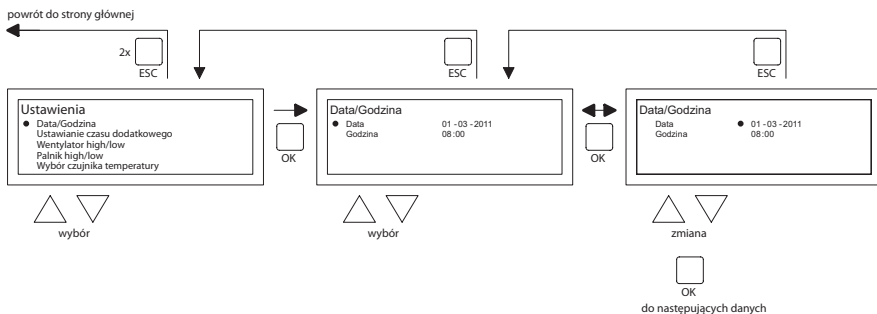 powrót do strony głównej
2x
ESC
ESC
ESC
Ustawienia
Data/Godzina
Ustawianie czasu dodatkowego
Wentylator high/low
Palnik high/low
Wybór czujnika temperatury
OK
Data/Godzina
Data 01-03-2011
Godzina 08:00
OK
Data/Godzina
Data 01-03-2011
Godzina 08:00
wybór
wybór
zmiana
OK
do następujących danych